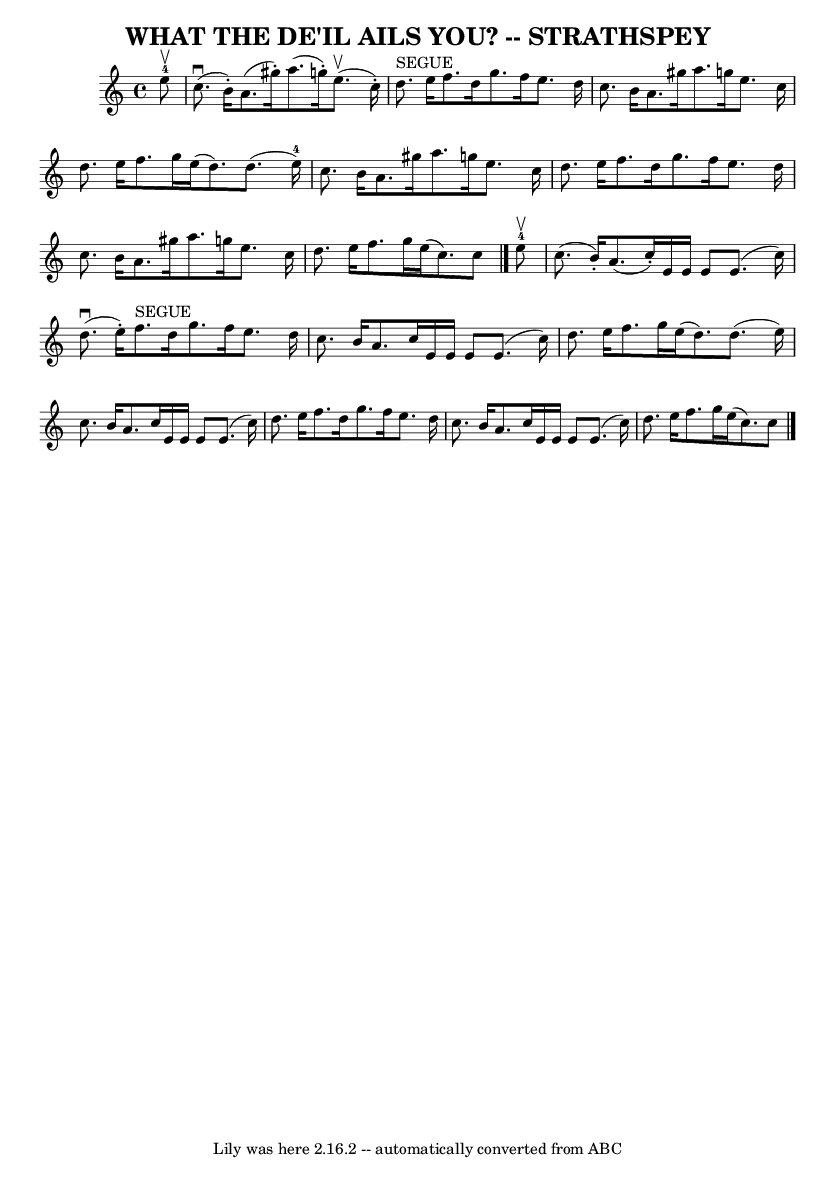 WHAT THE DE'IL AILS YOU? -- STRATHSPEY
4
SEGUE
4
4
SEGUE
Lily was here 2.16.2 -- automatically converted from ABC